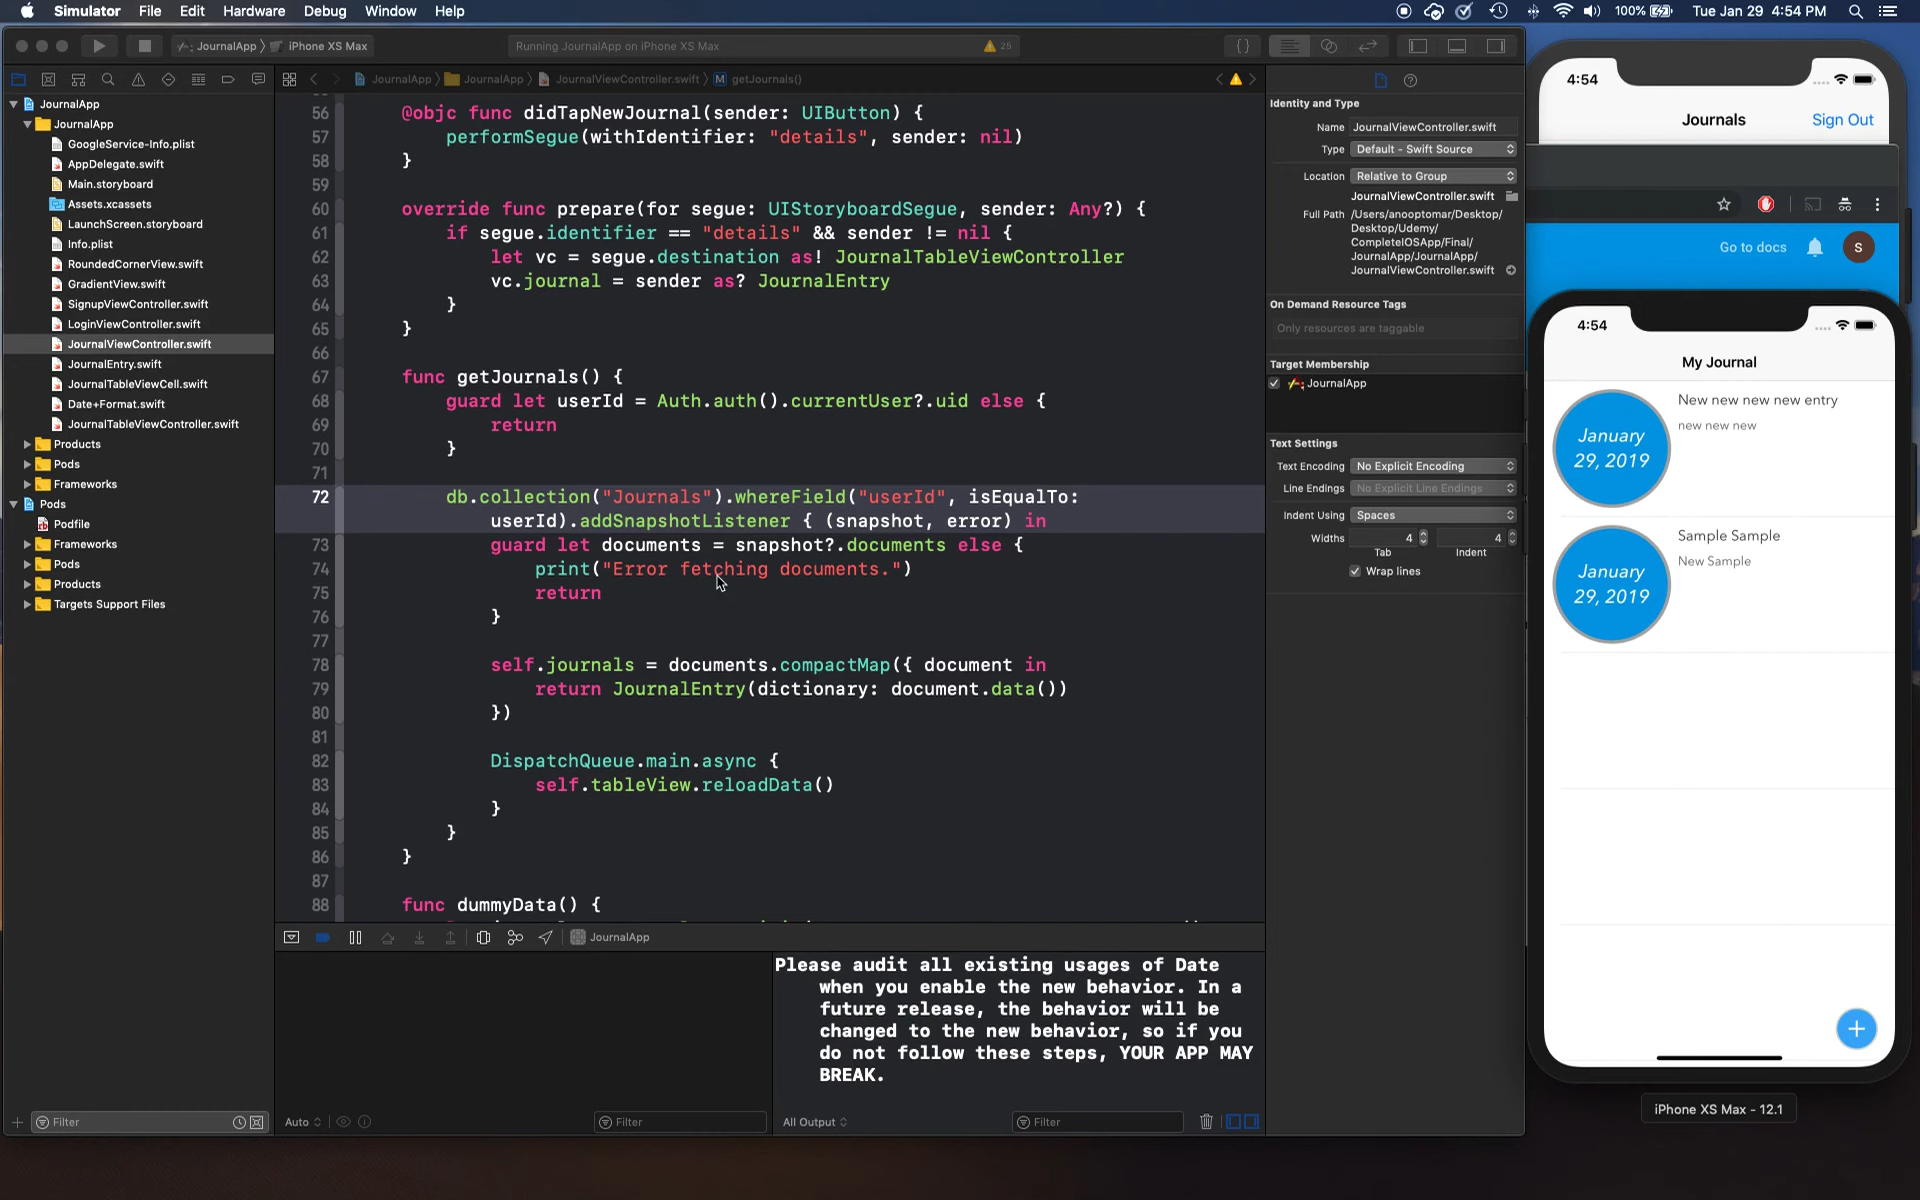 Simulator File Edit Hardware Debug Window Help
100% Tue Jan 29 4:54 PM
JournalApp iPhone XS Max
Running JournalApp on iPhone XS Max
25
JournalApp JournalApp JournalViewController.swift M getJournals()
JournalApp
JournalApp
GoogleService-Info.plist
AppDelegate.swift
Main.storyboard
Assets.xcassets
LaunchScreen.storyboard
Info.plist
RoundedCornerView.swift
GradientView.swift
SignupViewController.swift
LoginViewController.swift
JournalViewController.swift
JournalEntry.swift
JournalTableViewCell.swift
Date+Format.swift
JournalTableViewController.swift
Products
Pods
Frameworks
Pods
Podfile
Frameworks
Pods
Products
Targets Support Files
Filter
56 @objc func didTapNewJournal(sender: UIButton) {
57 performSegue(withIdentifier: "details", sender: nil)
58 }
59
60 override func prepare(for segue: UIStoryboardSegue, sender: Any?) {
61 if segue.identifier == "details" && sender != nil {
62 let vc = segue.destination as! JournalTableViewController
63 vc.journal = sender as? JournalEntry
64 }
65 }
66
67 func getJournals() {
68 guard let userId = Auth.auth().currentUser?.uid else {
69 return
70 }
71
72 db.collection("Journals").whereField("userId", isEqualTo:
userId).addSnapshotListener { (snapshot, error) in
73 guard let documents = snapshot?.documents else {
74 print("Error fetching documents.")
75 return
76 }
77
78 self.journals = documents.compactMap({ document in
79 return JournalEntry(dictionary: document.data())
80 })
81
82 DispatchQueue.main.async {
83 self.tableView.reloadData()
84 }
85 }
86 }
87
88 func dummyData() {
JournalApp
Please audit all existing usages of Date
when you enable the new behavior. In a
future release, the behavior will be
changed to the new behavior, so if you
do not follow these steps, YOUR APP MAY
BREAK.
Auto
Filter
All Output
Filter
Identity and Type
Name JournalViewController.swift
Type Default - Swift Source
Location Relative to Group
JournalViewController.swift
Full Path /Users/anooptomar/Desktop/
Desktop/Udemy/
CompleteIOSApp/Final/
JournalApp/JournalApp/
JournalViewController.swift
On Demand Resource Tags
Only resources are taggable
Target Membership
JournalApp
Text Settings
Text Encoding No Explicit Encoding
Line Endings No Explicit Line Endings
Indent Using Spaces
Widths 4 4
Tab Indent
Wrap lines
4:54
Journals Sign Out
Go to docs S
4:54
My Journal
January
29, 2019
New new new new entry
new new new
January
29, 2019
Sample Sample
New Sample
iPhone XS Max - 12.1